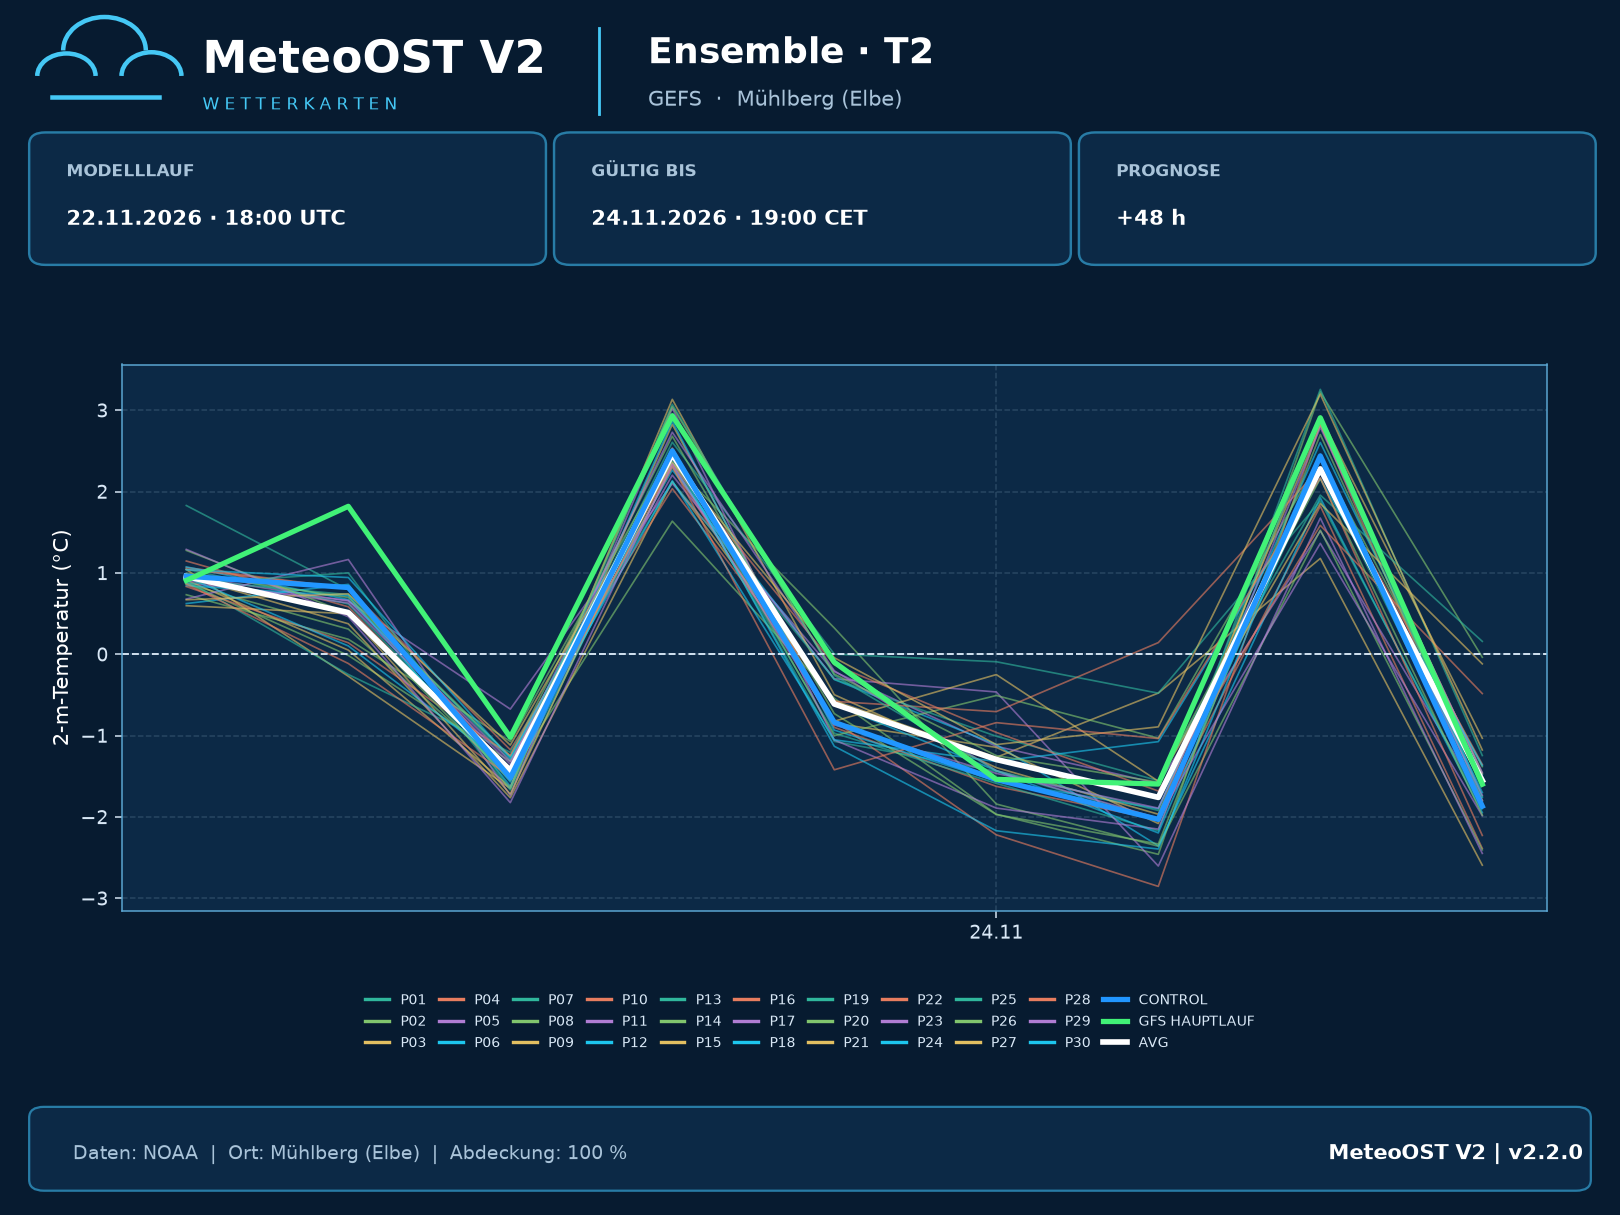 MeteoOST V2
WETTERKARTEN
Ensemble · T2
GEFS · Mühlberg (Elbe)
MODELLLAUF
22.11.2026 · 18:00 UTC
GÜLTIG BIS
24.11.2026 · 19:00 CET
PROGNOSE
+48 h
2-m-Temperatur (°C)
3
2
1
0
−1
−2
−3
24.11
P01 P04 P07 P10 P13 P16 P19 P22 P25 P28 CONTROL
P02 P05 P08 P11 P14 P17 P20 P23 P26 P29 GFS HAUPTLAUF
P03 P06 P09 P12 P15 P18 P21 P24 P27 P30 AVG
Daten: NOAA | Ort: Mühlberg (Elbe) | Abdeckung: 100 %
MeteoOST V2 | v2.2.0